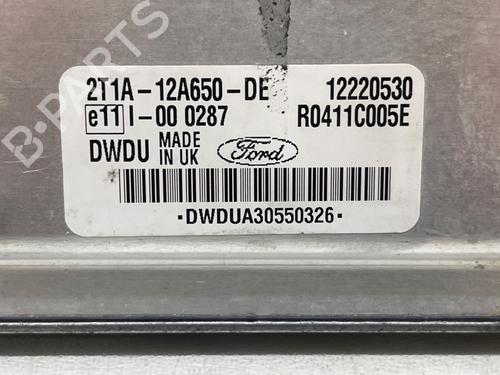 2T1A-12A650-DE 12220530
e11 I-00 0287 R0411C005E
DWDU MADE IN UK Ford
·DWDUA30550326·
B-PARTS